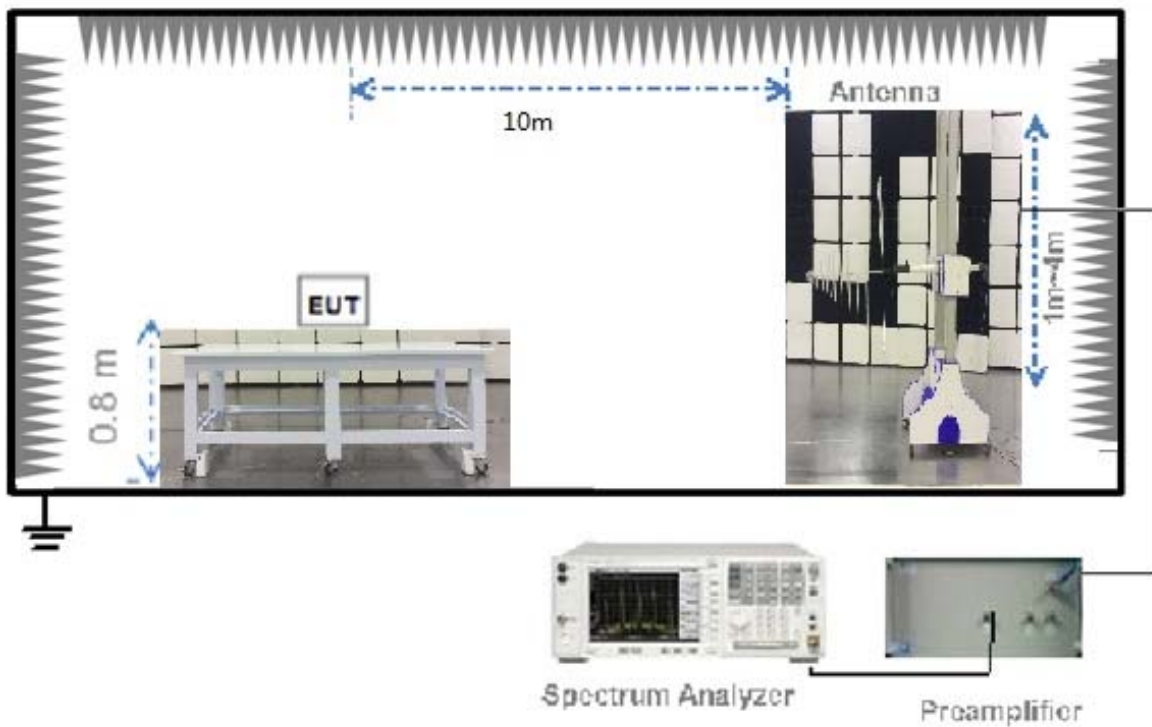 Antenna
10m
1m~4m
EUT
0.8 m
Spectrum Analyzer
Preamplifier